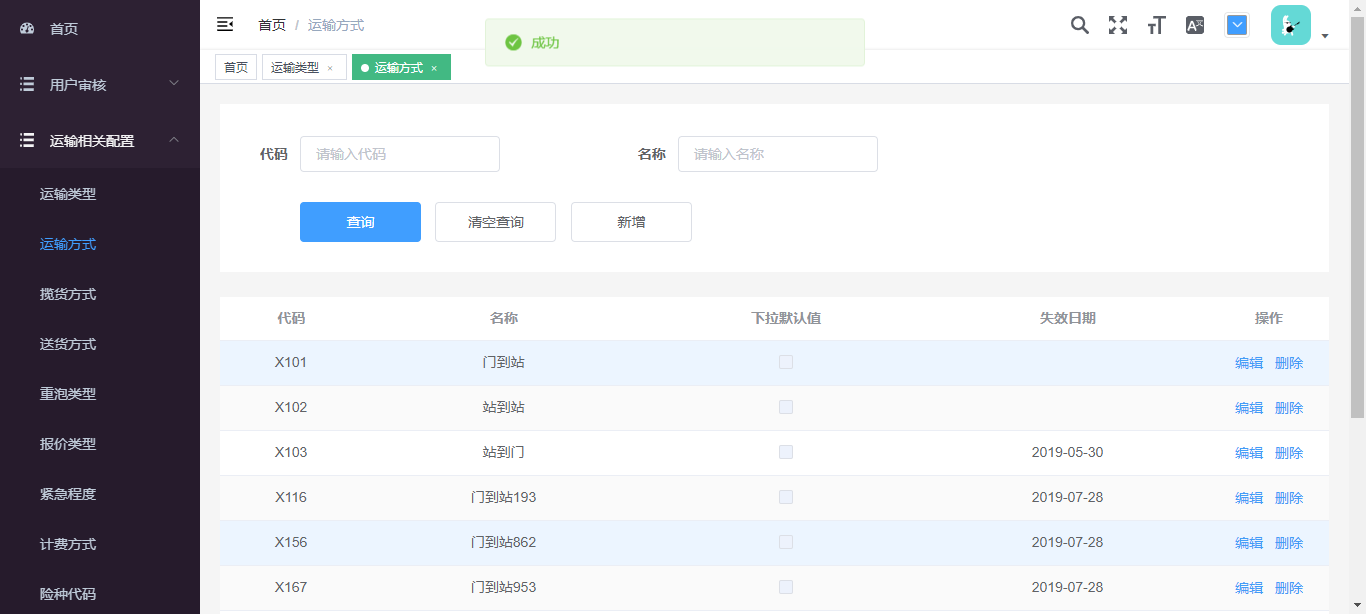 首页
用户审核
运输相关配置
运输类型
运输方式
揽货方式
送货方式
重泡类型
报价类型
紧急程度
计费方式
险种代码
首页 / 运输方式
成功
首页 运输类型 × 运输方式 ×
代码 请输入代码 名称 请输入名称
查询 清空查询 新增
代码 名称 下拉默认值 失效日期 操作
X101 门到站 编辑 删除
X102 站到站 编辑 删除
X103 站到门 2019-05-30 编辑 删除
X116 门到站193 2019-07-28 编辑 删除
X156 门到站862 2019-07-28 编辑 删除
X167 门到站953 2019-07-28 编辑 删除